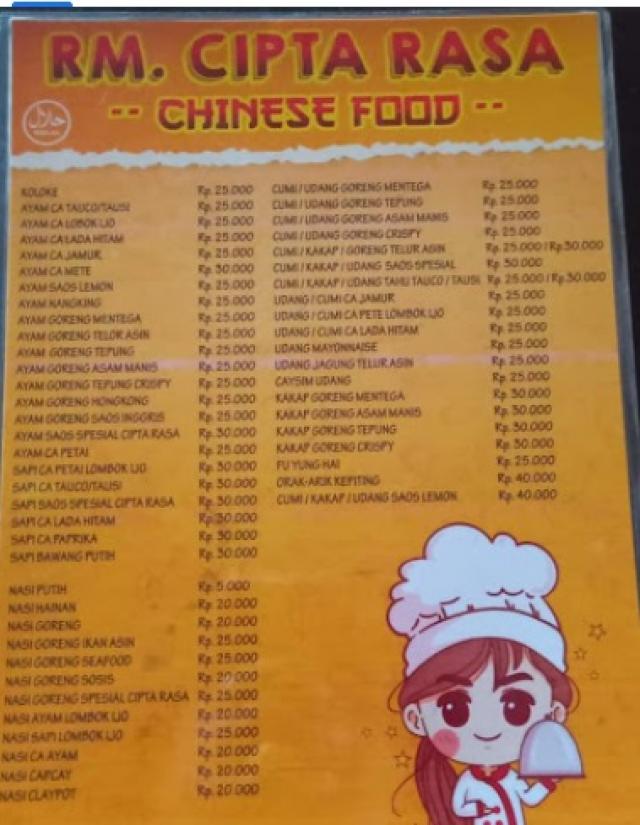 RM. CIPTA RASA
-- CHINESE FOOD --
حلال
HALAL
KOLOKE Rp. 25.000
AYAM CA TAUCO/TAUSI Rp. 25.000
AYAM CA LOBOK IJO Rp. 25.000
AYAM CA LADA HITAM Rp. 25.000
AYAM CA JAMUR Rp. 25.000
AYAM CA METE Rp. 30.000
AYAM SAOS LEMON Rp. 25.000
AYAM NANGKING Rp. 25.000
AYAM GORENG MENTEGA Rp. 25.000
AYAM GORENG TELOR ASIN Rp. 25.000
AYAM GORENG TEPUNG Rp. 25.000
AYAM GORENG ASAM MANIS Rp. 25.000
AYAM GORENG TEPUNG CRISPY Rp. 25.000
AYAM GORENG HONGKONG Rp. 25.000
AYAM GORENG SAOS INGGRIS Rp. 25.000
AYAM SAOS SPESIAL CIPTA RASA Rp. 30.000
AYAM CA PETAI Rp. 25.000
SAPI CA PETAI LOMBOK IJO Rp. 30.000
SAPI CA TAUCO/TAUSI Rp. 30.000
SAPI SAOS SPESIAL CIPTA RASA Rp. 30.000
SAPI CA LADA HITAM Rp. 30.000
SAPI CA PAPRIKA Rp. 30.000
SAPI BAWANG PUTIH Rp. 30.000
NASI PUTIH Rp. 5.000
NASI HAINAN Rp. 20.000
NASI GORENG Rp. 20.000
NASI GORENG IKAN ASIN Rp. 25.000
NASI GORENG SEAFOOD Rp. 25.000
NASI GORENG SOSIS Rp. 20.000
NASI GORENG SPESIAL CIPTA RASA Rp. 25.000
NASI AYAM LOMBOK IJO Rp. 20.000
NASI SAPI LOMBOK IJO Rp. 25.000
NASI CA AYAM Rp. 20.000
NASI CAPCAY Rp. 20.000
NASI CLAYPOT Rp. 20.000
CUMI / UDANG GORENG MENTEGA Rp. 25.000
CUMI / UDANG GORENG TEPUNG Rp. 25.000
CUMI / UDANG GORENG ASAM MANIS Rp. 25.000
CUMI / UDANG GORENG CRISPY Rp. 25.000
CUMI / KAKAP / GORENG TELUR ASIN Rp. 25.000 / Rp.30.000
CUMI / KAKAP / UDANG SAOS SPESIAL Rp. 30.000
CUMI / KAKAP / UDANG TAHU TAUCO / TAUSI Rp. 25.000 / Rp.30.000
UDANG / CUMI CA JAMUR Rp. 25.000
UDANG / CUMI CA PETE LOMBOK IJO Rp. 25.000
UDANG / CUMI CA LADA HITAM Rp. 25.000
UDANG MAYONNAISE Rp. 25.000
UDANG JAGUNG TELUR ASIN Rp. 25.000
CAYSIM UDANG Rp. 25.000
KAKAP GORENG MENTEGA Rp. 30.000
KAKAP GORENG ASAM MANIS Rp. 30.000
KAKAP GORENG TEPUNG Rp. 30.000
KAKAP GORENG CRISPY Rp. 30.000
FU YUNG HAI Rp. 25.000
ORAK-ARIK KEPITING Rp. 40.000
CUMI / KAKAP / UDANG SAOS LEMON Rp. 40.000